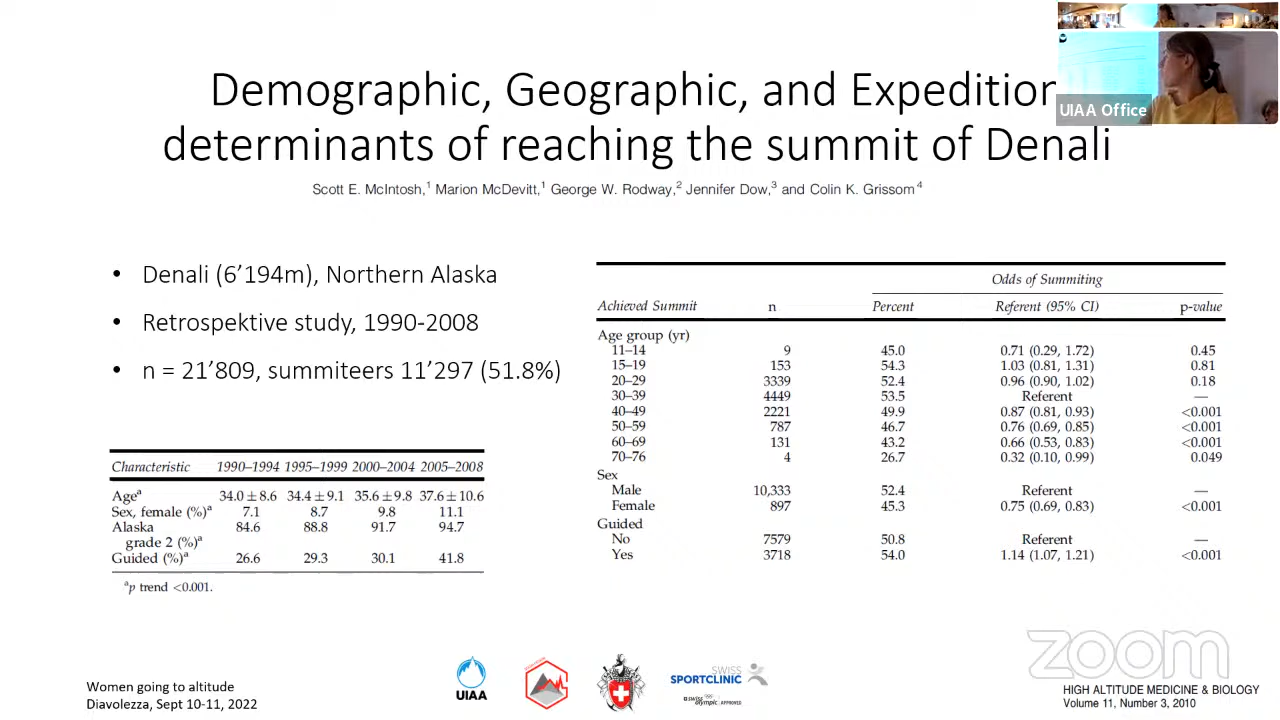 Demographic, Geographic, and Expedition
determinants of reaching the summit of Denali
Scott E. McIntosh,1 Marion McDevitt,1 George W. Rodway,2 Jennifer Dow,3 and Colin K. Grissom4
UIAA Office
• Denali (6’194m), Northern Alaska
• Retrospektive study, 1990-2008
• n = 21’809, summiteers 11’297 (51.8%)
Characteristic 1990–1994 1995–1999 2000–2004 2005–2008
Ageᵃ 34.0 ± 8.6 34.4 ± 9.1 35.6 ± 9.8 37.6 ± 10.6
Sex, female (%)ᵃ 7.1 8.7 9.8 11.1
Alaska 84.6 88.8 91.7 94.7
grade 2 (%)ᵃ
Guided (%)ᵃ 26.6 29.3 30.1 41.8
ᵃp trend <0.001.
Odds of Summiting
Achieved Summit n Percent Referent (95% CI) p-value
Age group (yr)
11–14 9 45.0 0.71 (0.29, 1.72) 0.45
15–19 153 54.3 1.03 (0.81, 1.31) 0.81
20–29 3339 52.4 0.96 (0.90, 1.02) 0.18
30–39 4449 53.5 Referent —
40–49 2221 49.9 0.87 (0.81, 0.93) <0.001
50–59 787 46.7 0.76 (0.69, 0.85) <0.001
60–69 131 43.2 0.66 (0.53, 0.83) <0.001
70–76 4 26.7 0.32 (0.10, 0.99) 0.049
Sex
Male 10,333 52.4 Referent —
Female 897 45.3 0.75 (0.69, 0.83) <0.001
Guided
No 7579 50.8 Referent —
Yes 3718 54.0 1.14 (1.07, 1.21) <0.001
Women going to altitude
Diavolezza, Sept 10-11, 2022
UIAA
SWISS
SPORTCLINIC
swiss olympic APPROVED
zoom
HIGH ALTITUDE MEDICINE & BIOLOGY
Volume 11, Number 3, 2010